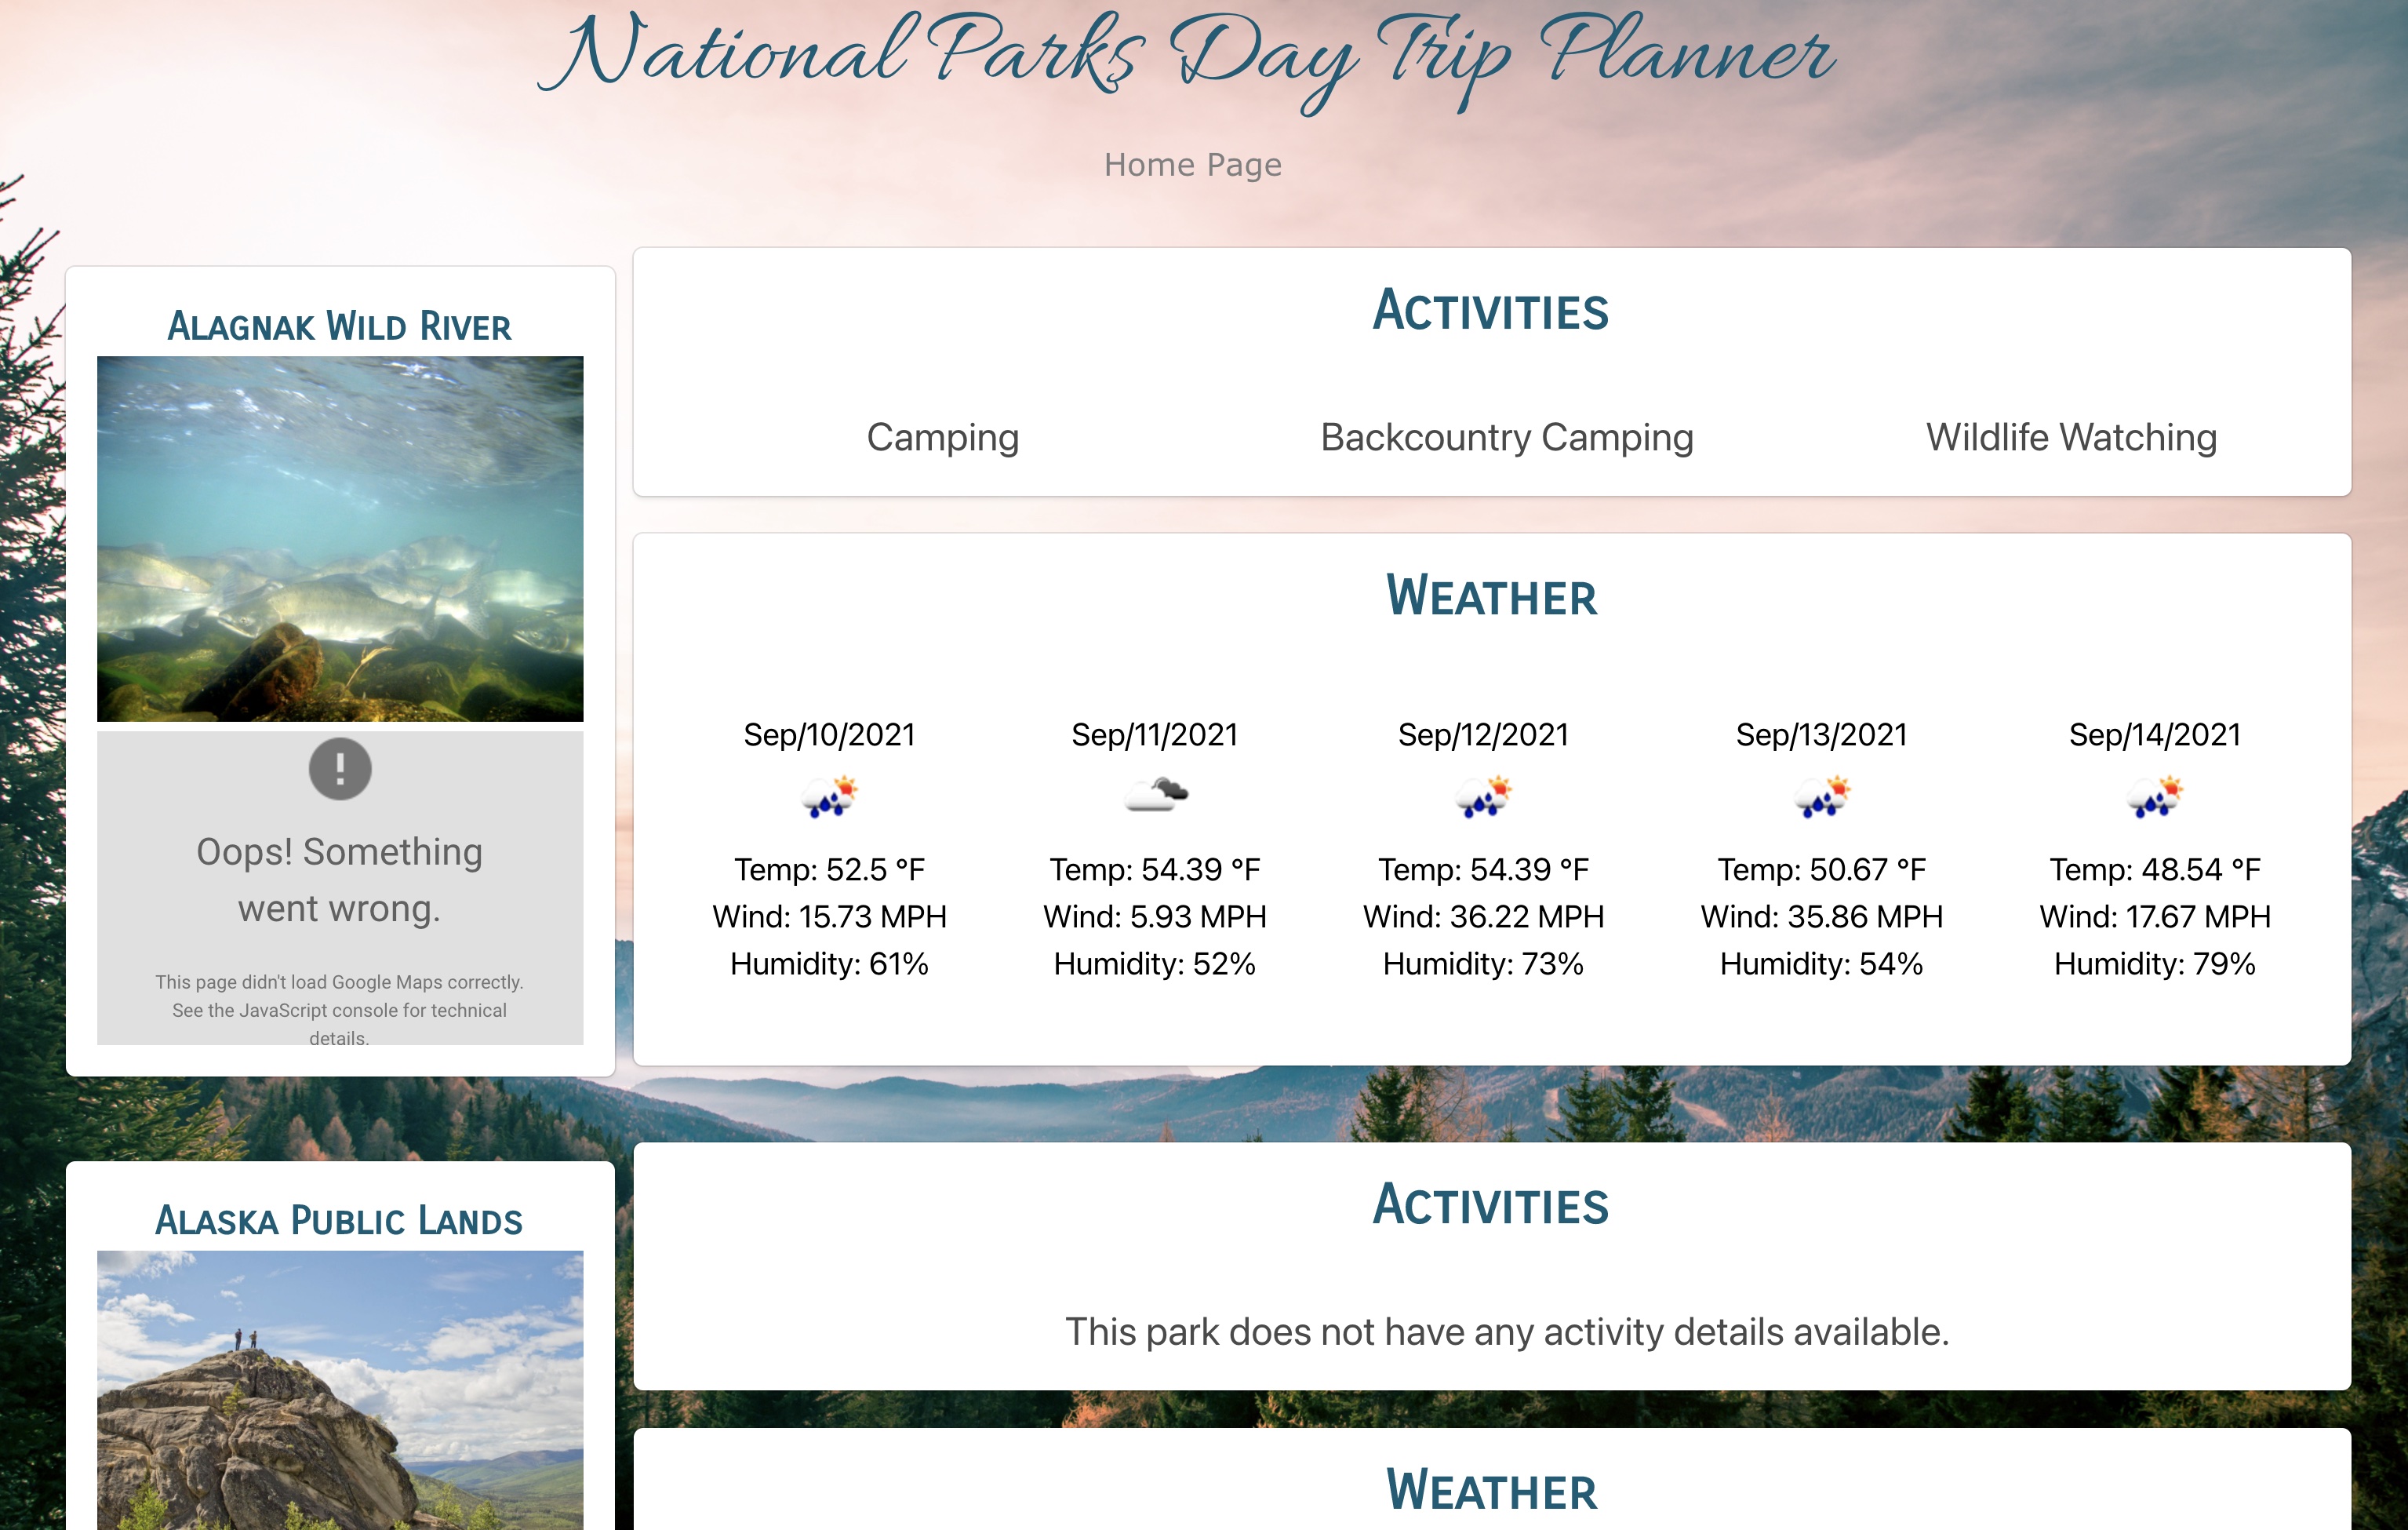 National Parks Day Trip Planner
Home Page
Alagnak Wild River
Oops! Something
went wrong.
This page didn't load Google Maps correctly.
See the JavaScript console for technical
details.
Activities
Camping Backcountry Camping Wildlife Watching
Weather
Sep/10/2021 Sep/11/2021 Sep/12/2021 Sep/13/2021 Sep/14/2021
Temp: 52.5 °F Temp: 54.39 °F Temp: 54.39 °F Temp: 50.67 °F Temp: 48.54 °F
Wind: 15.73 MPH Wind: 5.93 MPH Wind: 36.22 MPH Wind: 35.86 MPH Wind: 17.67 MPH
Humidity: 61% Humidity: 52% Humidity: 73% Humidity: 54% Humidity: 79%
Alaska Public Lands
Activities
This park does not have any activity details available.
Weather